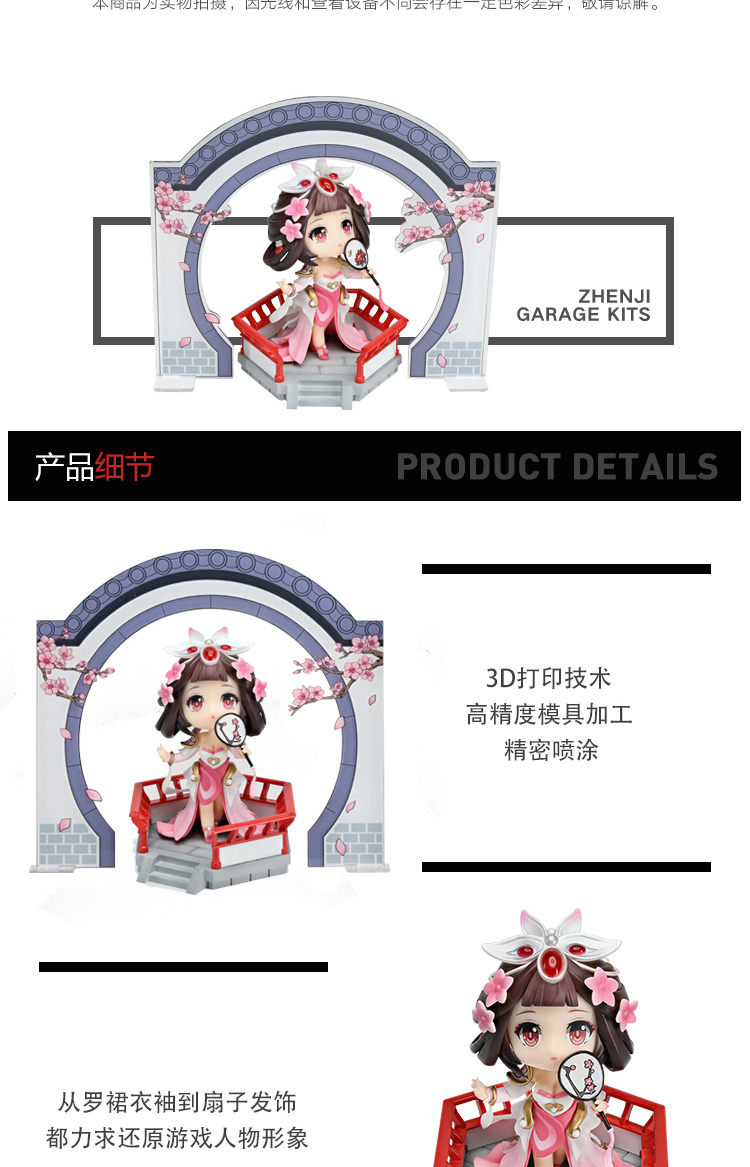 本商品为实物拍摄，因光线和查看设备不同会存在一定色彩差异，敬请谅解。
ZHENJI
GARAGE KITS
产品细节
PRODUCT DETAILS
3D打印技术
高精度模具加工
精密喷涂
从罗裙衣袖到扇子发饰
都力求还原游戏人物形象